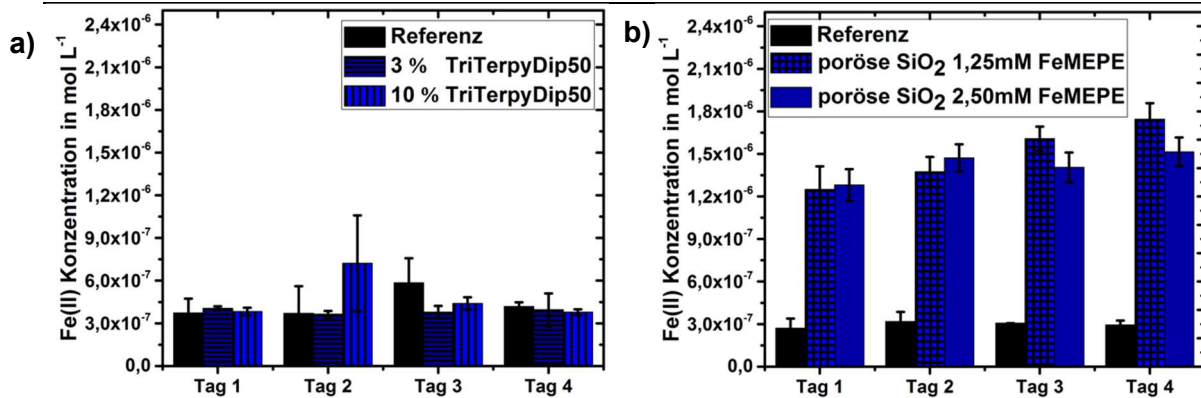 a)
Fe(II) Konzentration in mol L⁻¹
2,4x10⁻⁶
2,1x10⁻⁶
1,8x10⁻⁶
1,5x10⁻⁶
1,2x10⁻⁶
9,0x10⁻⁷
6,0x10⁻⁷
3,0x10⁻⁷
0,0
Referenz
3 % TriTerpyDip50
10 % TriTerpyDip50
Tag 1 Tag 2 Tag 3 Tag 4
b)
Fe(II) Konzentration in mol L⁻¹
2,4x10⁻⁶
2,1x10⁻⁶
1,8x10⁻⁶
1,5x10⁻⁶
1,2x10⁻⁶
9,0x10⁻⁷
6,0x10⁻⁷
3,0x10⁻⁷
0,0
Referenz
poröse SiO₂ 1,25mM FeMEPE
poröse SiO₂ 2,50mM FeMEPE
Tag 1 Tag 2 Tag 3 Tag 4